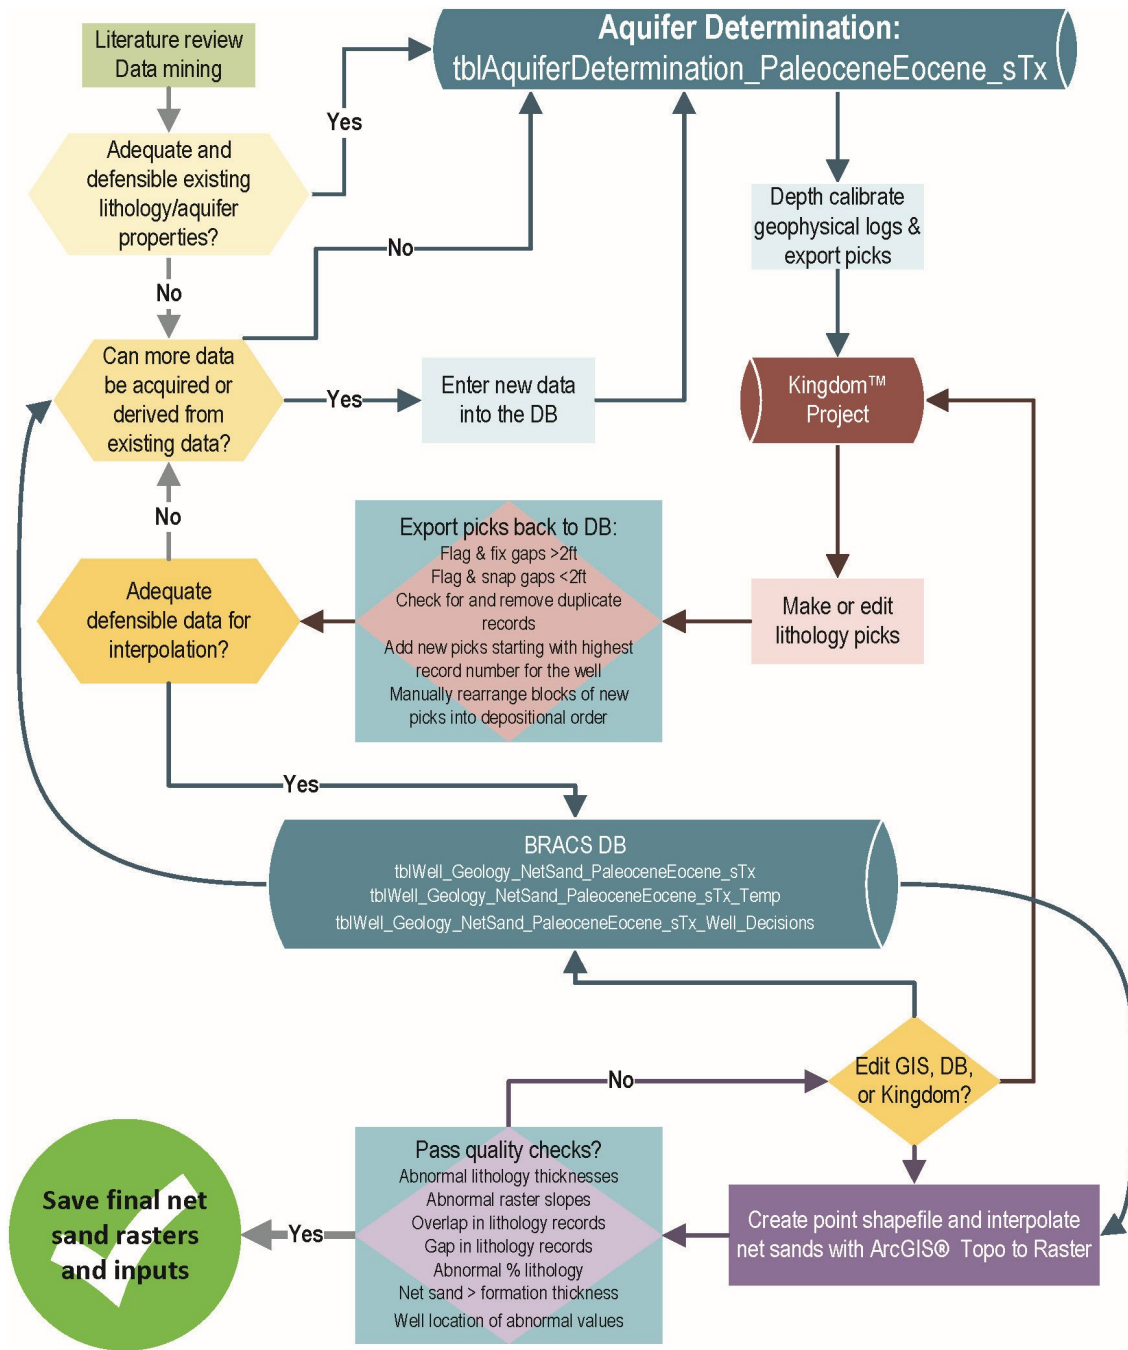 Literature review
Data mining
Aquifer Determination:
tblAquiferDetermination_PaleoceneEocene_sTx
Yes
Adequate and
defensible existing
lithology/aquifer
properties?
Depth calibrate
geophysical logs &
export picks
No
No
Can more data
be acquired or
derived from
existing data?
Yes
Enter new data
into the DB
Kingdom™
Project
No
Export picks back to DB:
Flag & fix gaps >2ft
Flag & snap gaps <2ft
Check for and remove duplicate
records
Add new picks starting with highest
record number for the well
Manually rearrange blocks of new
picks into depositional order
Make or edit
lithology picks
Adequate
defensible data for
interpolation?
Yes
BRACS DB
tblWell_Geology_NetSand_PaleoceneEocene_sTx
tblWell_Geology_NetSand_PaleoceneEocene_sTx_Temp
tblWell_Geology_NetSand_PaleoceneEocene_sTx_Well_Decisions
Edit GIS, DB,
or Kingdom?
No
Pass quality checks?
Abnormal lithology thicknesses
Abnormal raster slopes
Overlap in lithology records
Gap in lithology records
Abnormal % lithology
Net sand > formation thickness
Well location of abnormal values
Create point shapefile and interpolate
net sands with ArcGIS® Topo to Raster
Yes
Save final net
sand rasters
and inputs